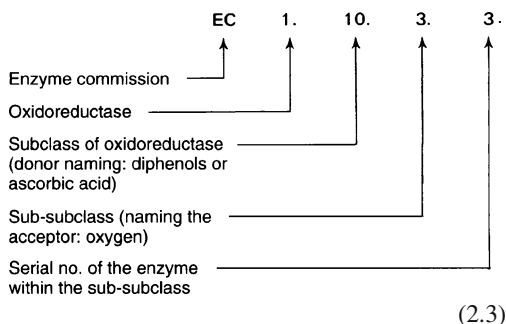 EC 1. 10. 3. 3.
Enzyme commission
Oxidoreductase
Subclass of oxidoreductase
(donor naming: diphenols or
ascorbic acid)
Sub-subclass (naming the
acceptor: oxygen)
Serial no. of the enzyme
within the sub-subclass
(2.3)